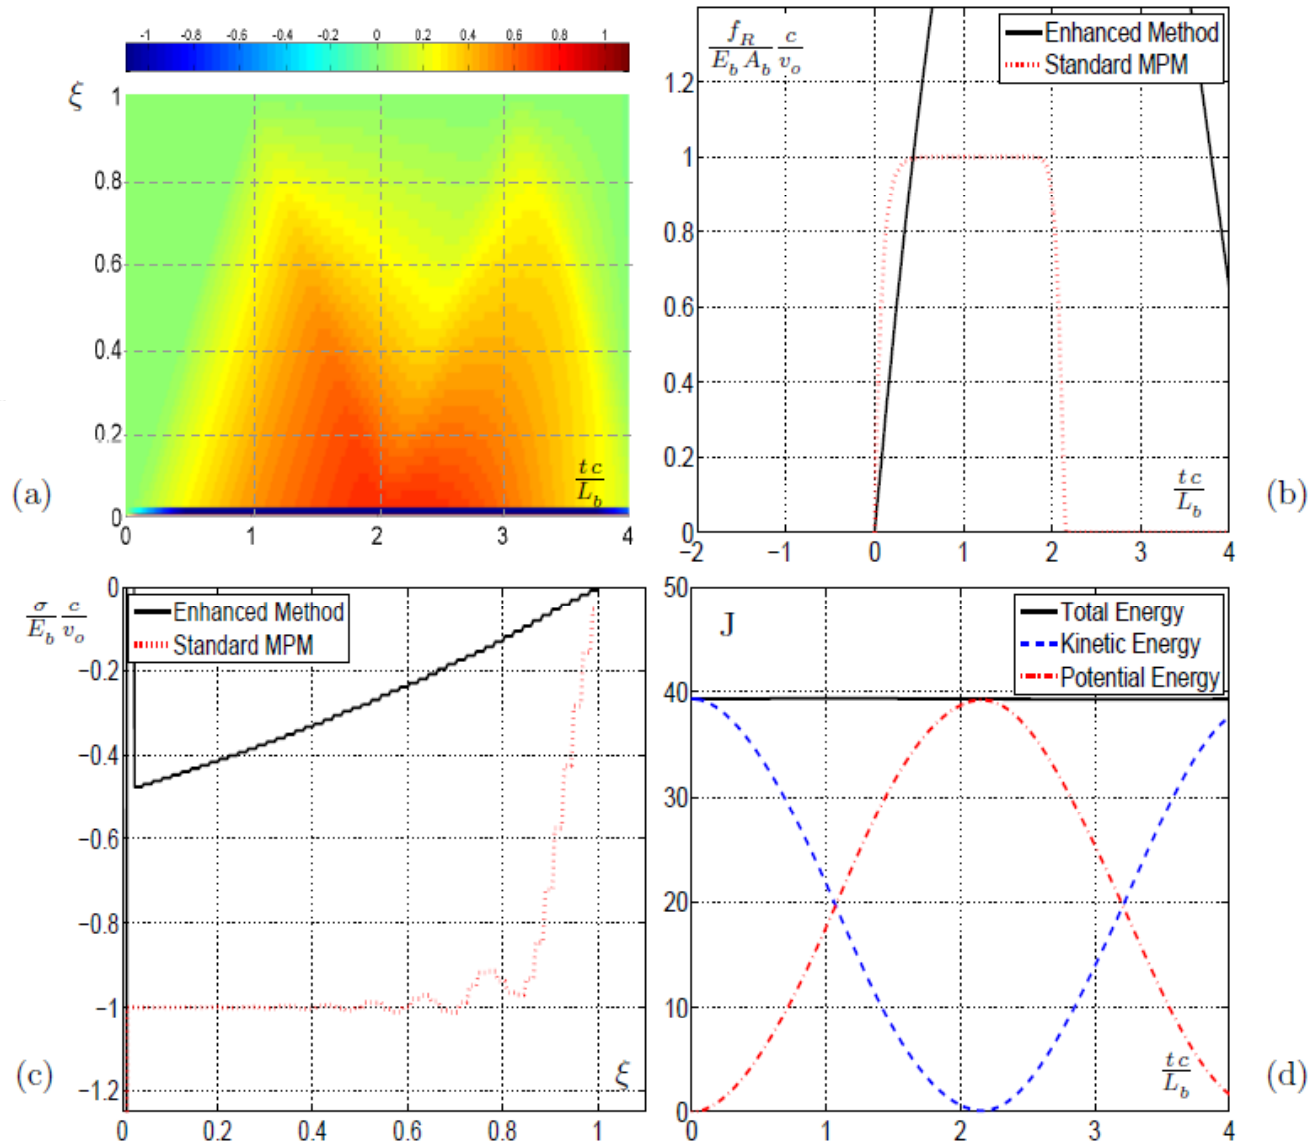 -1 -0.8 -0.6 -0.4 -0.2 0 0.2 0.4 0.6 0.8 1
ξ
1
0.8
0.6
0.4
0.2
0
0 1 2 3 4
t c / L_b
(a)
f_R / E_b A_b c / v_o
Enhanced Method
Standard MPM
1.2
1
0.8
0.6
0.4
0.2
0
−2 −1 0 1 2 3 4
t c / L_b
(b)
σ / E_b c / v_o
Enhanced Method
Standard MPM
0
−0.2
−0.4
−0.6
−0.8
−1
−1.2
0 0.2 0.4 0.6 0.8 1
ξ
(c)
J
Total Energy
Kinetic Energy
Potential Energy
50
40
30
20
10
0
0 1 2 3 4
t c / L_b
(d)